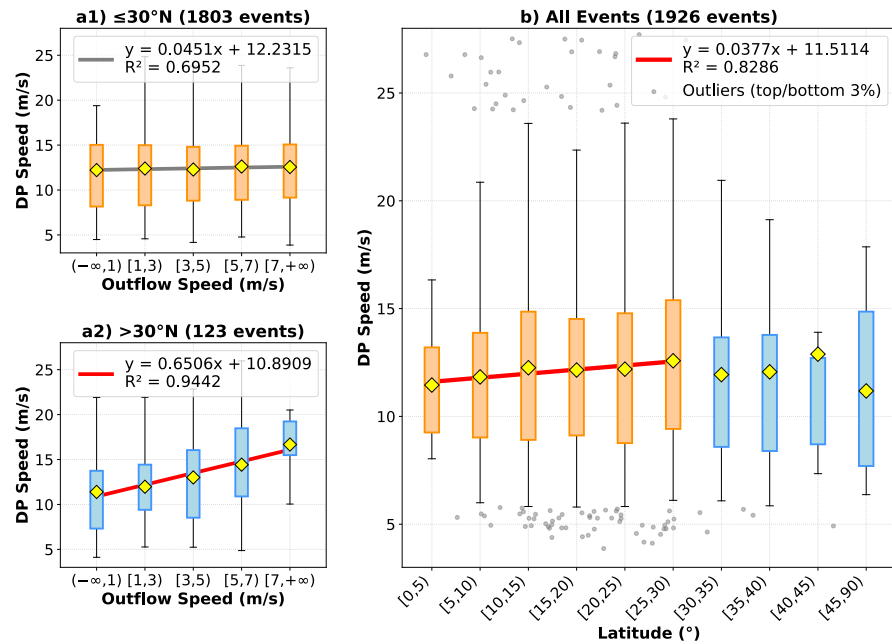 a1) ≤30°N (1803 events)
y = 0.0451x + 12.2315
R² = 0.6952
DP Speed (m/s)
25
20
15
10
5
(−∞,1) [1,3) [3,5) [5,7) [7,+∞)
Outflow Speed (m/s)
a2) >30°N (123 events)
y = 0.6506x + 10.8909
R² = 0.9442
DP Speed (m/s)
25
20
15
10
5
(−∞,1) [1,3) [3,5) [5,7) [7,+∞)
Outflow Speed (m/s)
b) All Events (1926 events)
y = 0.0377x + 11.5114
R² = 0.8286
Outliers (top/bottom 3%)
DP Speed (m/s)
25
20
15
10
5
[0,5) [5,10) [10,15) [15,20) [20,25) [25,30) [30,35) [35,40) [40,45) [45,90)
Latitude (°)